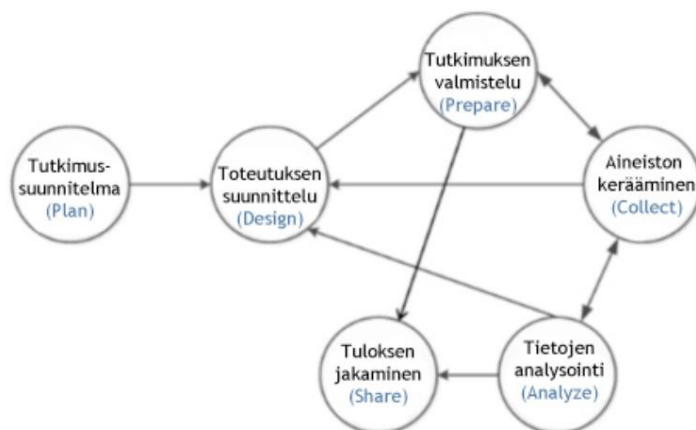 Tutkimuksen
valmistelu
(Prepare)
Tutkimus-
suunnitelma
(Plan)
Toteutuksen
suunnittelu
(Design)
Aineiston
kerääminen
(Collect)
Tuloksen
jakaminen
(Share)
Tietojen
analysointi
(Analyze)